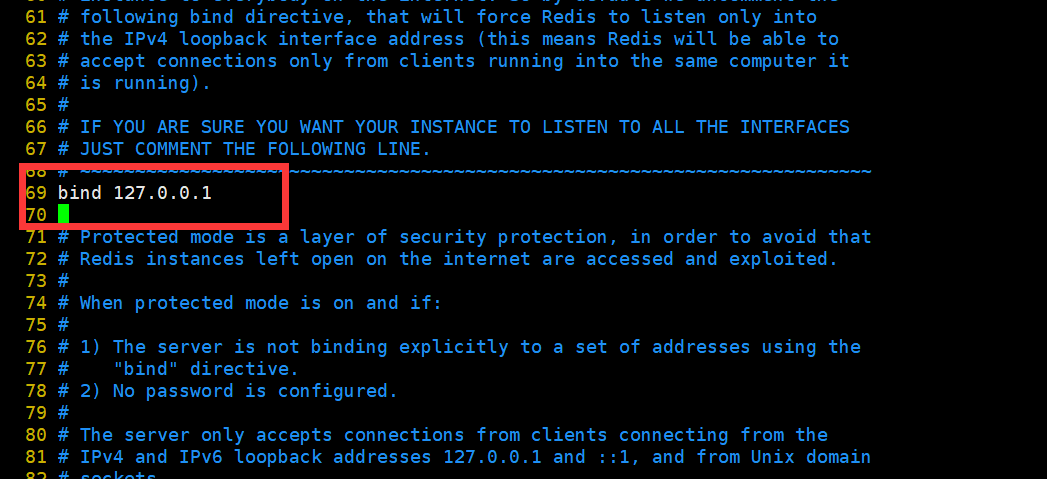 61 # following bind directive, that will force Redis to listen only into
62 # the IPv4 loopback interface address (this means Redis will be able to
63 # accept connections only from clients running into the same computer it
64 # is running).
65 #
66 # IF YOU ARE SURE YOU WANT YOUR INSTANCE TO LISTEN TO ALL THE INTERFACES
67 # JUST COMMENT THE FOLLOWING LINE.
68 # ~~~~~~~~~~~~~~~~~~~~~~~~~~~~~~~~~~~~~~~~~~~~~~~~~~~~~~~~~~~~~~~~~~~~~~~~
69 bind 127.0.0.1
70
71 # Protected mode is a layer of security protection, in order to avoid that
72 # Redis instances left open on the internet are accessed and exploited.
73 #
74 # When protected mode is on and if:
75 #
76 # 1) The server is not binding explicitly to a set of addresses using the
77 #    "bind" directive.
78 # 2) No password is configured.
79 #
80 # The server only accepts connections from clients connecting from the
81 # IPv4 and IPv6 loopback addresses 127.0.0.1 and ::1, and from Unix domain
82 # sockets